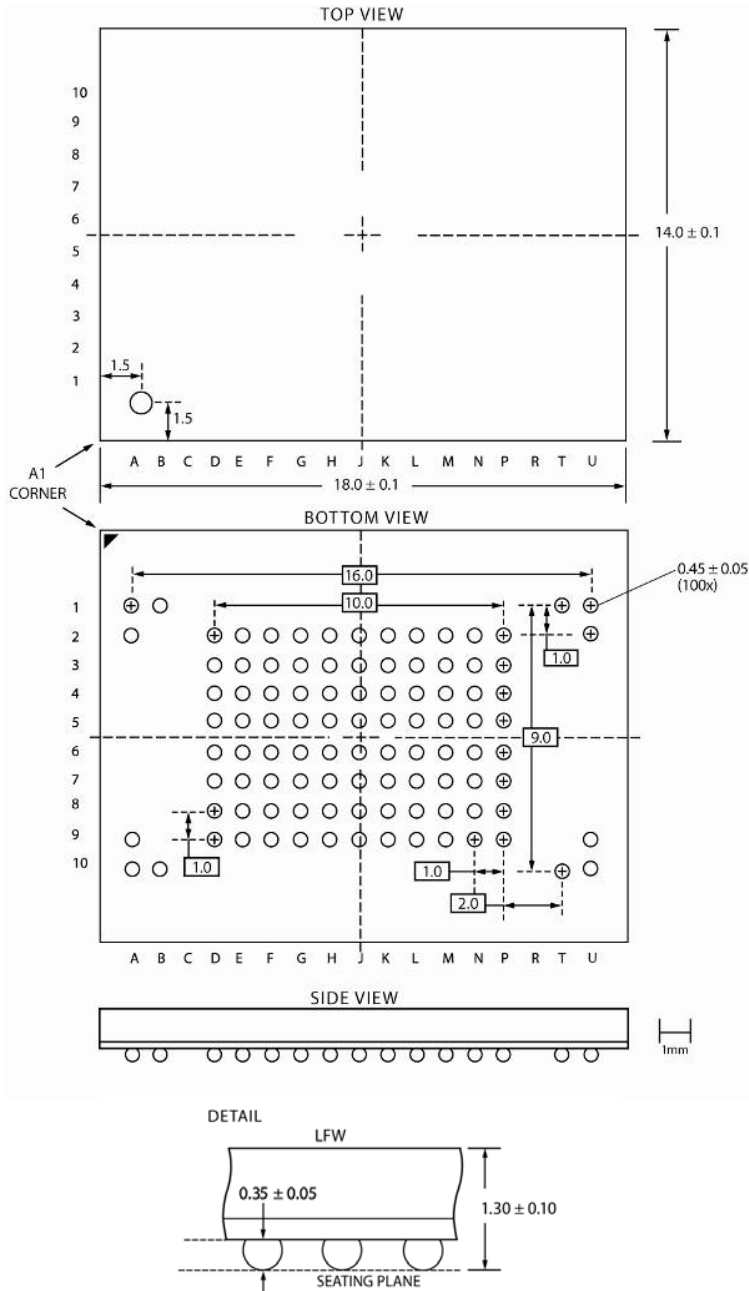 TOP VIEW
10
9
8
7
6
5
4
3
2
1
14.0 ± 0.1
1.5
1.5
A B C D E F G H J K L M N P R T U
A1
CORNER
18.0 ± 0.1
BOTTOM VIEW
16.0
0.45 ± 0.05
(100x)
10.0
1
2
3
4
5
6
7
8
9
10
1.0
9.0
1.0
1.0
2.0
A B C D E F G H J K L M N P R T U
SIDE VIEW
1mm
DETAIL
LFW
0.35 ± 0.05
1.30 ± 0.10
SEATING PLANE